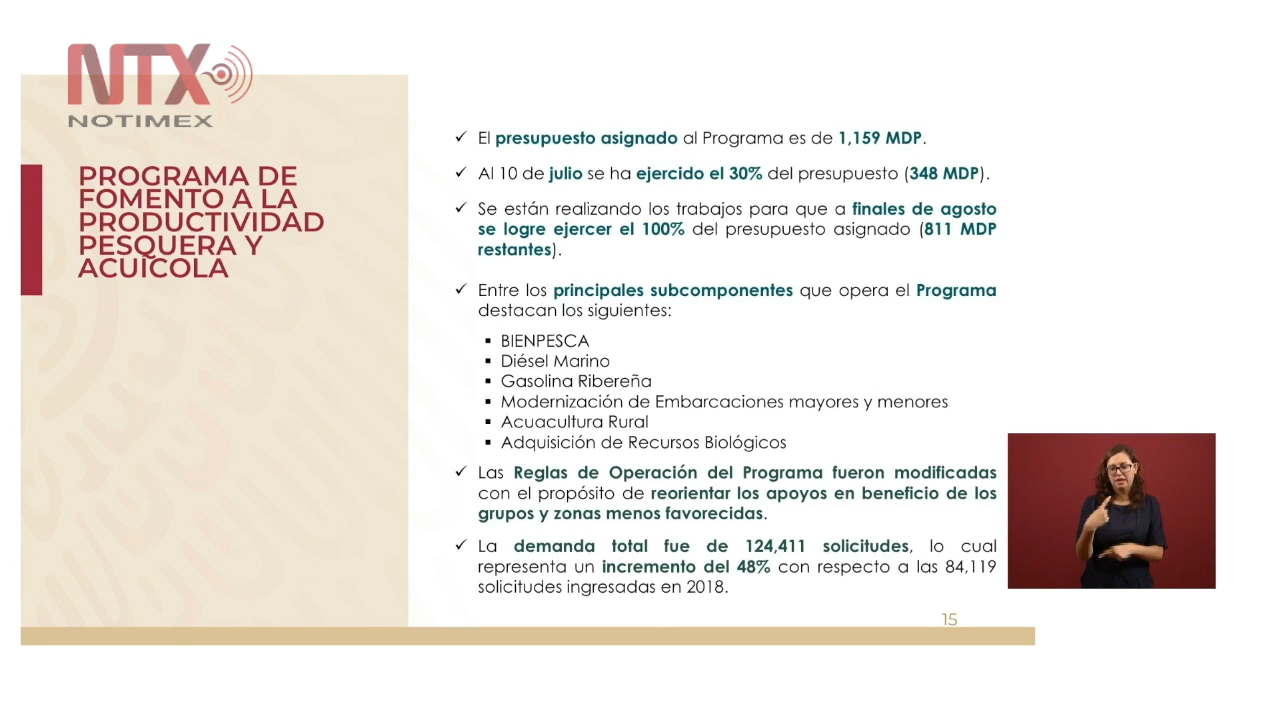 NTX
NOTIMEX
PROGRAMA DE
FOMENTO A LA
PRODUCTIVIDAD
PESQUERA Y
ACUÍCOLA
✓ El presupuesto asignado al Programa es de 1,159 MDP.
✓ Al 10 de julio se ha ejercido el 30% del presupuesto (348 MDP).
✓ Se están realizando los trabajos para que a finales de agosto
se logre ejercer el 100% del presupuesto asignado (811 MDP
restantes).
✓ Entre los principales subcomponentes que opera el Programa
destacan los siguientes:
▪ BIENPESCA
▪ Diésel Marino
▪ Gasolina Ribereña
▪ Modernización de Embarcaciones mayores y menores
▪ Acuacultura Rural
▪ Adquisición de Recursos Biológicos
✓ Las Reglas de Operación del Programa fueron modificadas
con el propósito de reorientar los apoyos en beneficio de los
grupos y zonas menos favorecidas.
✓ La demanda total fue de 124,411 solicitudes, lo cual
representa un incremento del 48% con respecto a las 84,119
solicitudes ingresadas en 2018.
15